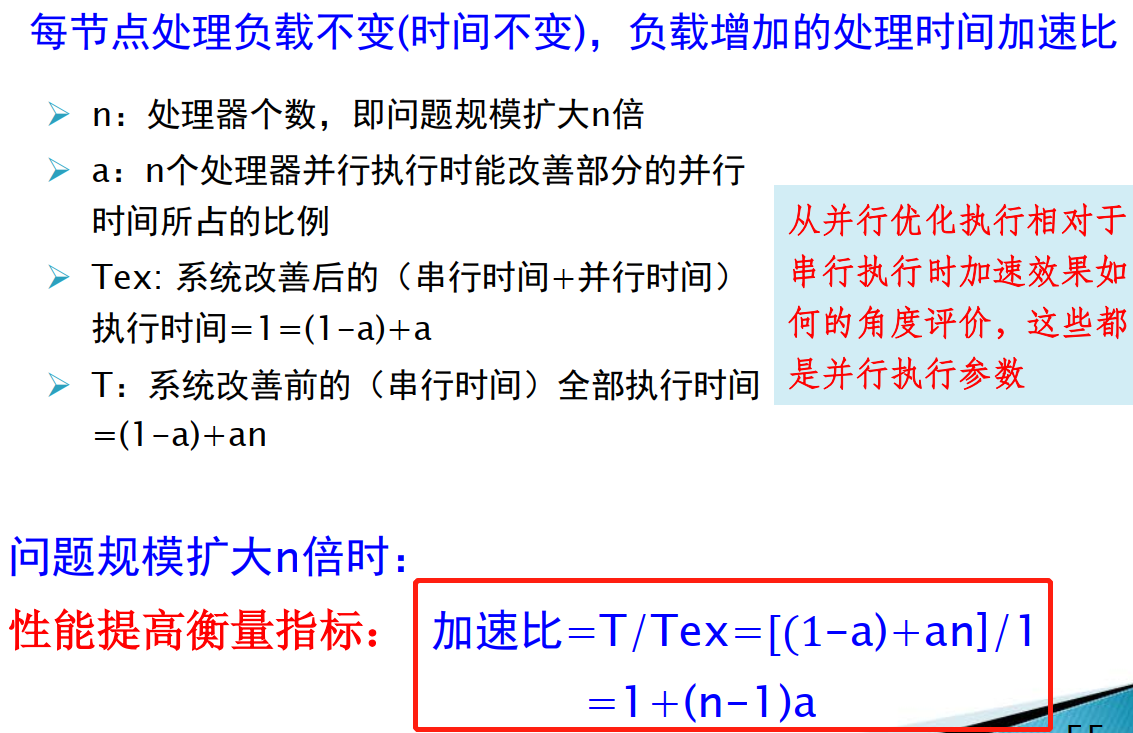 每节点处理负载不变(时间不变)，负载增加的处理时间加速比
n：处理器个数，即问题规模扩大n倍
a：n个处理器并行执行时能改善部分的并行
时间所占的比例
Tex: 系统改善后的（串行时间+并行时间）
执行时间=1=(1-a)+a
T：系统改善前的（串行时间）全部执行时间
=(1-a)+an
从并行优化执行相对于
串行执行时加速效果如
何的角度评价，这些都
是并行执行参数
问题规模扩大n倍时：
性能提高衡量指标：
加速比=T/Tex=[(1-a)+an]/1
=1+(n-1)a